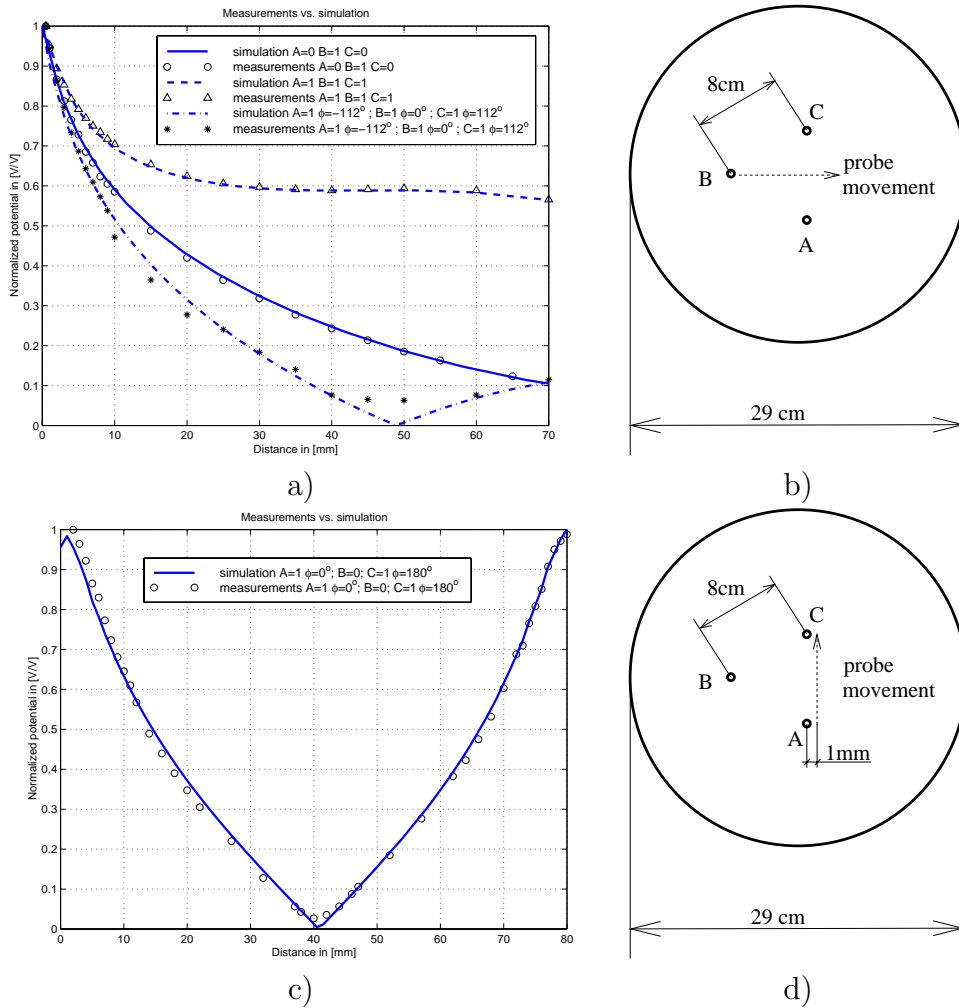 Measurements vs. simulation
simulation A=0 B=1 C=0
measurements A=0 B=1 C=0
simulation A=1 B=1 C=1
measurements A=1 B=1 C=1
simulation A=1 ϕ=−112° ; B=1ϕ=0° ; C=1ϕ=112°
measurements A=1 ϕ=−112° ; B=1ϕ=0° ; C=1ϕ=112°
Normalized potential in [V/V]
1
0.9
0.8
0.7
0.6
0.5
0.4
0.3
0.2
0.1
0
0 10 20 30 40 50 60 70
Distance in [mm]
a)
8cm
C
B
probe
movement
A
29 cm
b)
Measurements vs. simulation
simulation A=1 ϕ=0°; B=0; C=1ϕ=180°
measurements A=1 ϕ=0°; B=0; C=1ϕ=180°
Normalized potential in [V/V]
1
0.9
0.8
0.7
0.6
0.5
0.4
0.3
0.2
0.1
0
0 10 20 30 40 50 60 70 80
Distance in [mm]
c)
8cm
C
B
probe
movement
A
1mm
29 cm
d)